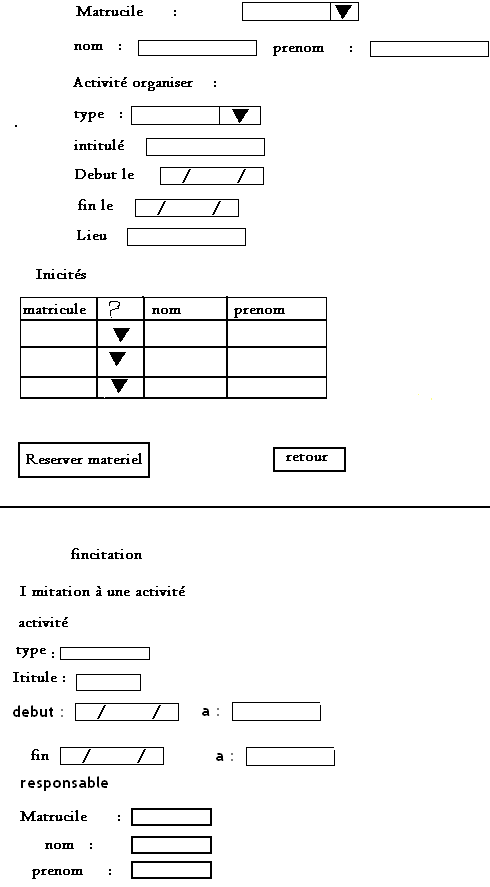 Matrucile :
nom : prenom :
Activité organiser :
type :
intitulé
Debut le / /
fin le / /
Lieu
Inicités
matricule ? nom prenom
Reserver materiel retour
fincitation
I mitation à une activité
activité
type :
Ititule :
debut : / / a :
fin / / a :
responsable
Matrucile :
nom :
prenom :